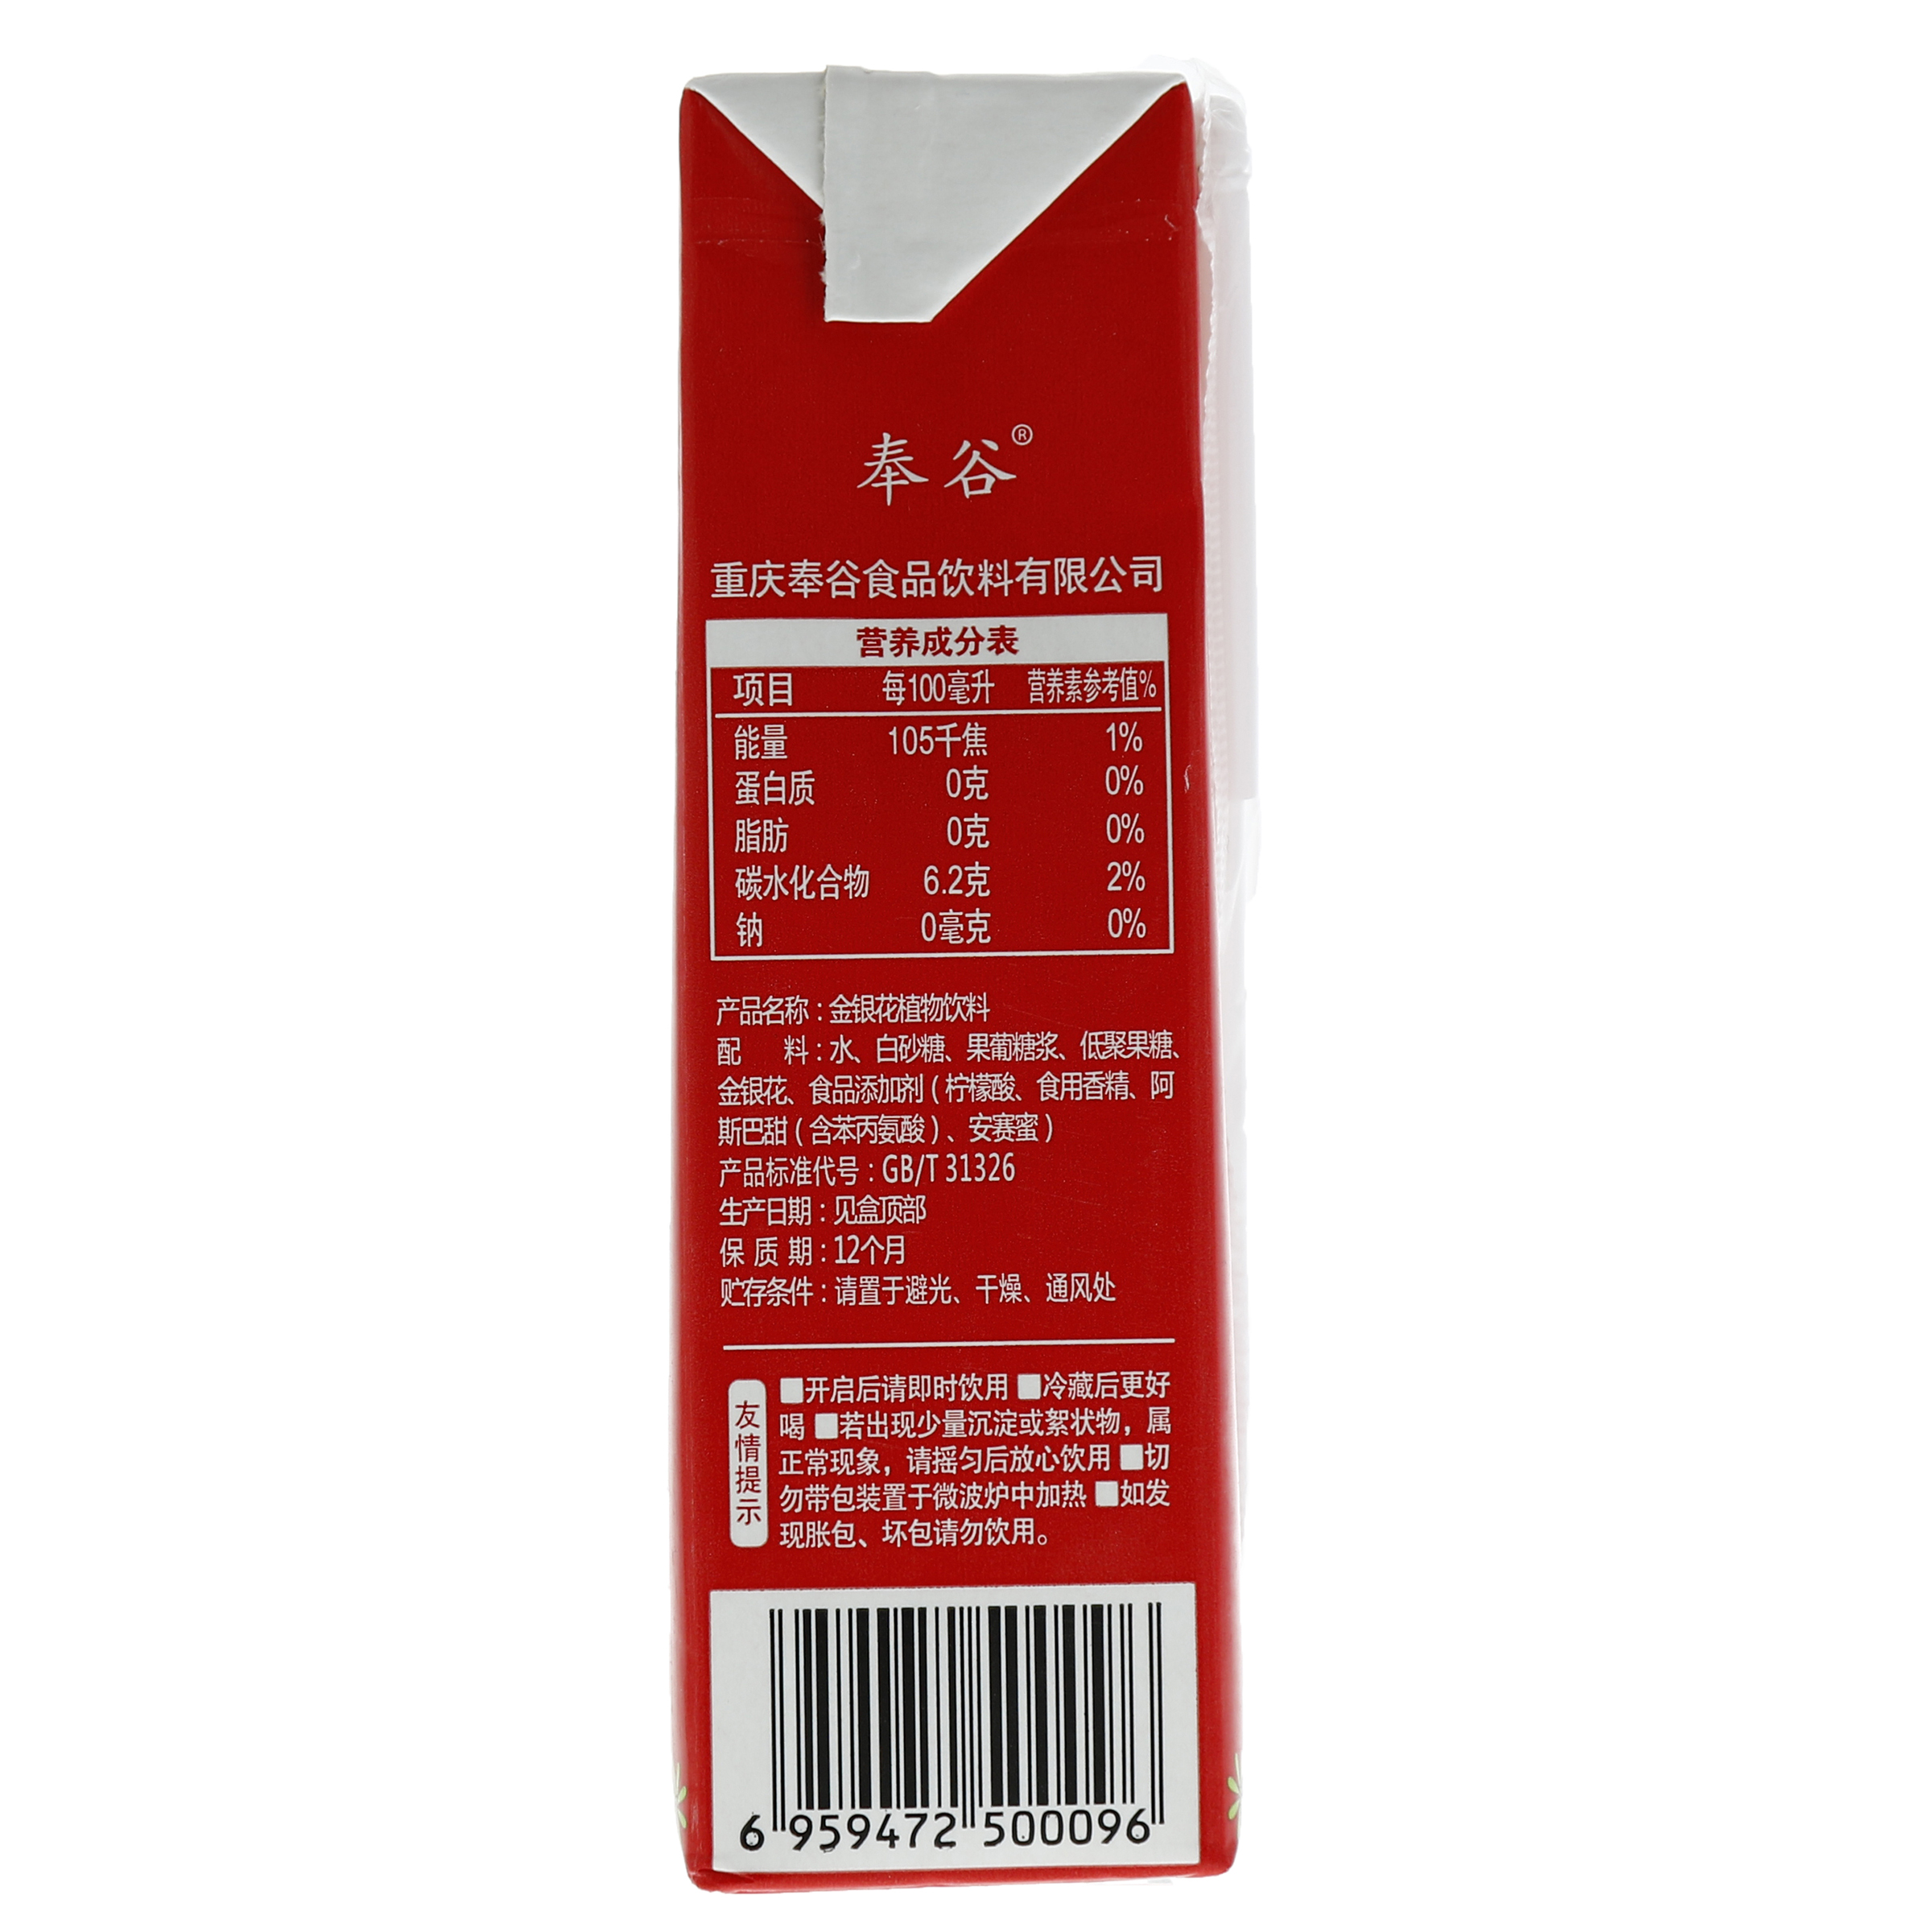 奉谷®
重庆奉谷食品饮料有限公司
营养成分表
项目 每100毫升 营养素参考值%
能量 105千焦 1%
蛋白质 0克 0%
脂肪 0克 0%
碳水化合物 6.2克 2%
钠 0毫克 0%
产品名称：金银花植物饮料
配 料：水、白砂糖、果葡糖浆、低聚果糖、
金银花、食品添加剂（柠檬酸、食用香精、阿
斯巴甜（含苯丙氨酸）、安赛蜜）
产品标准代号：GB/T 31326
生产日期：见盒顶部
保 质 期：12个月
贮存条件：请置于避光、干燥、通风处
友情提示
■开启后请即时饮用 ■冷藏后更好
喝 ■若出现少量沉淀或絮状物，属
正常现象，请摇匀后放心饮用 ■切
勿带包装置于微波炉中加热 ■如发
现胀包、坏包请勿饮用。
6 959472 500096